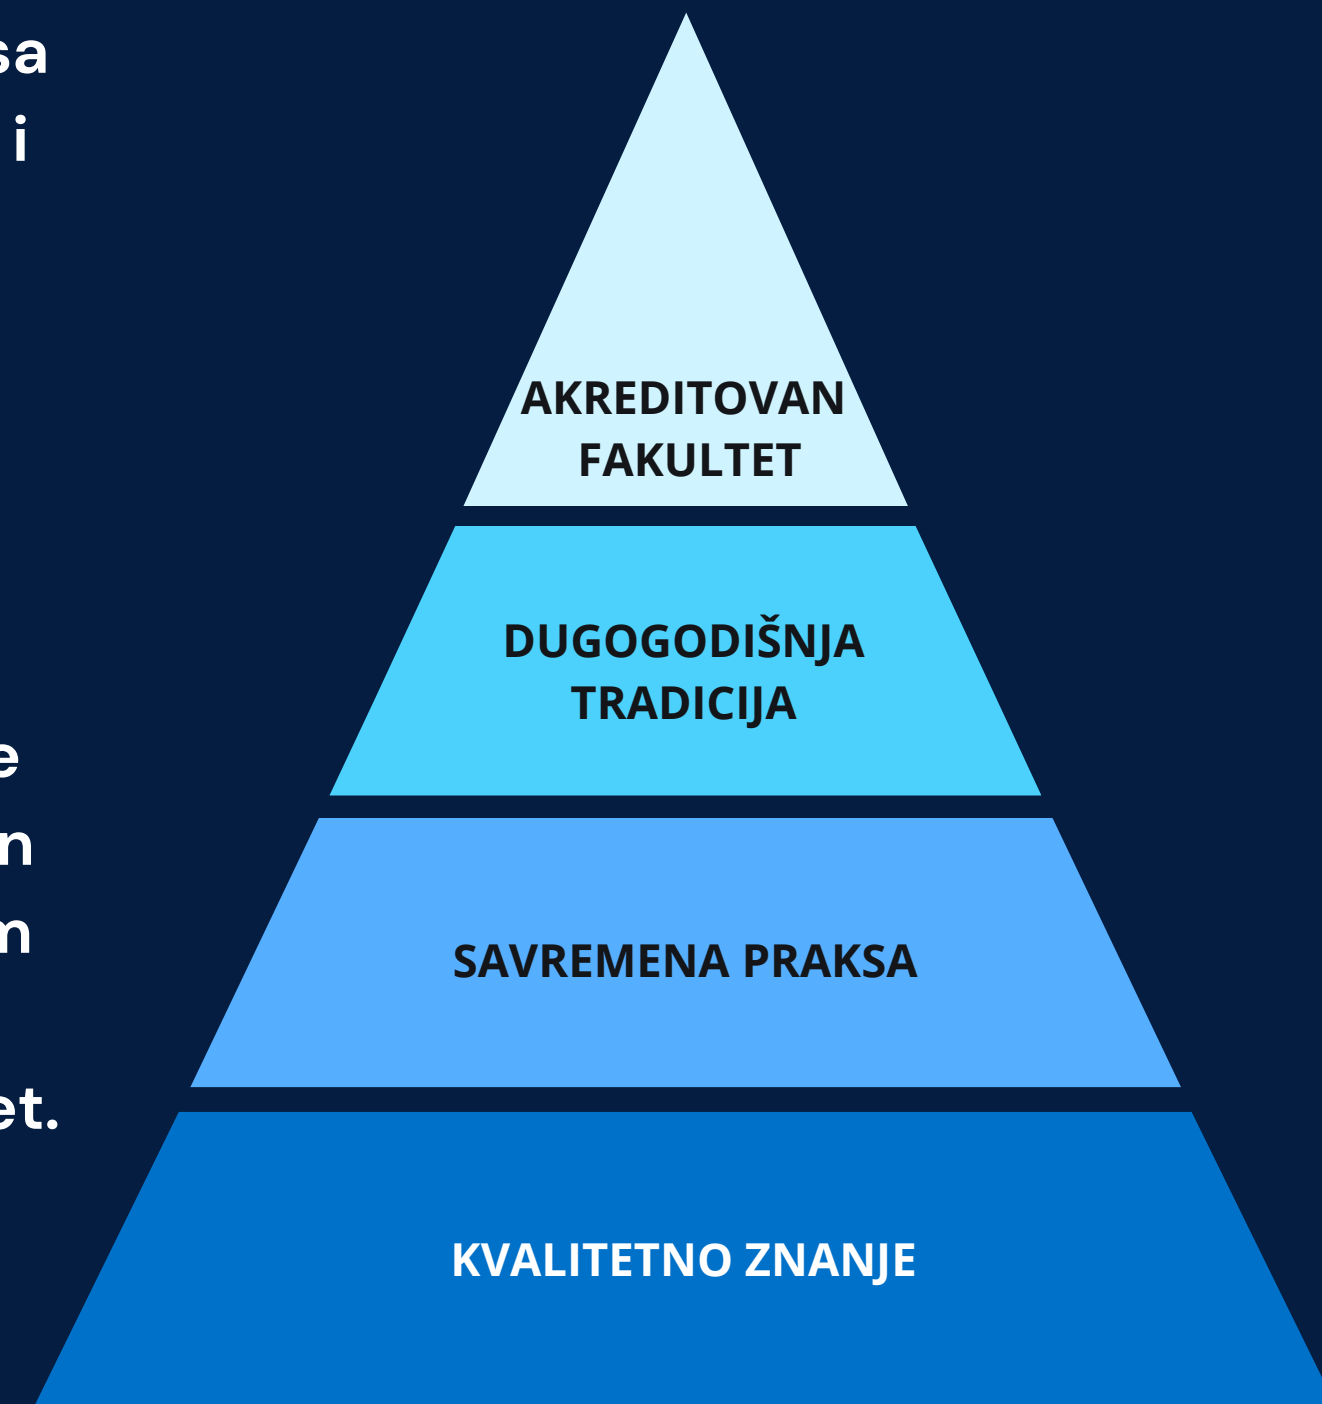 i
AKREDITOVAN
FAKULTET
DUGOGODIŠNJA
TRADICIJA
SAVREMENA PRAKSA
KVALITETNO ZNANJE